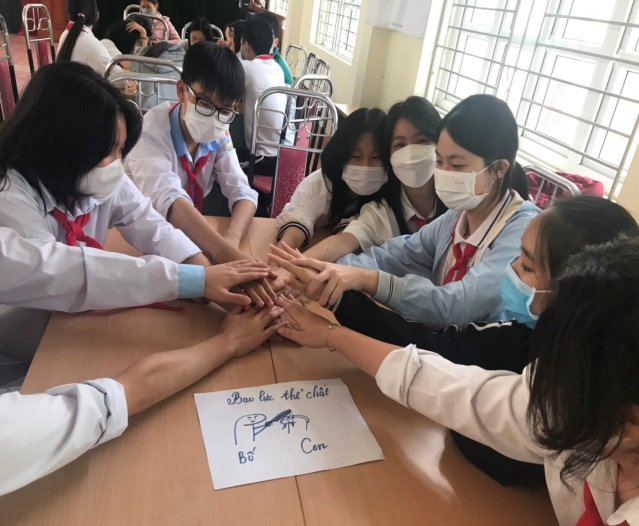 Bạo lực thể chất
Bố
Con